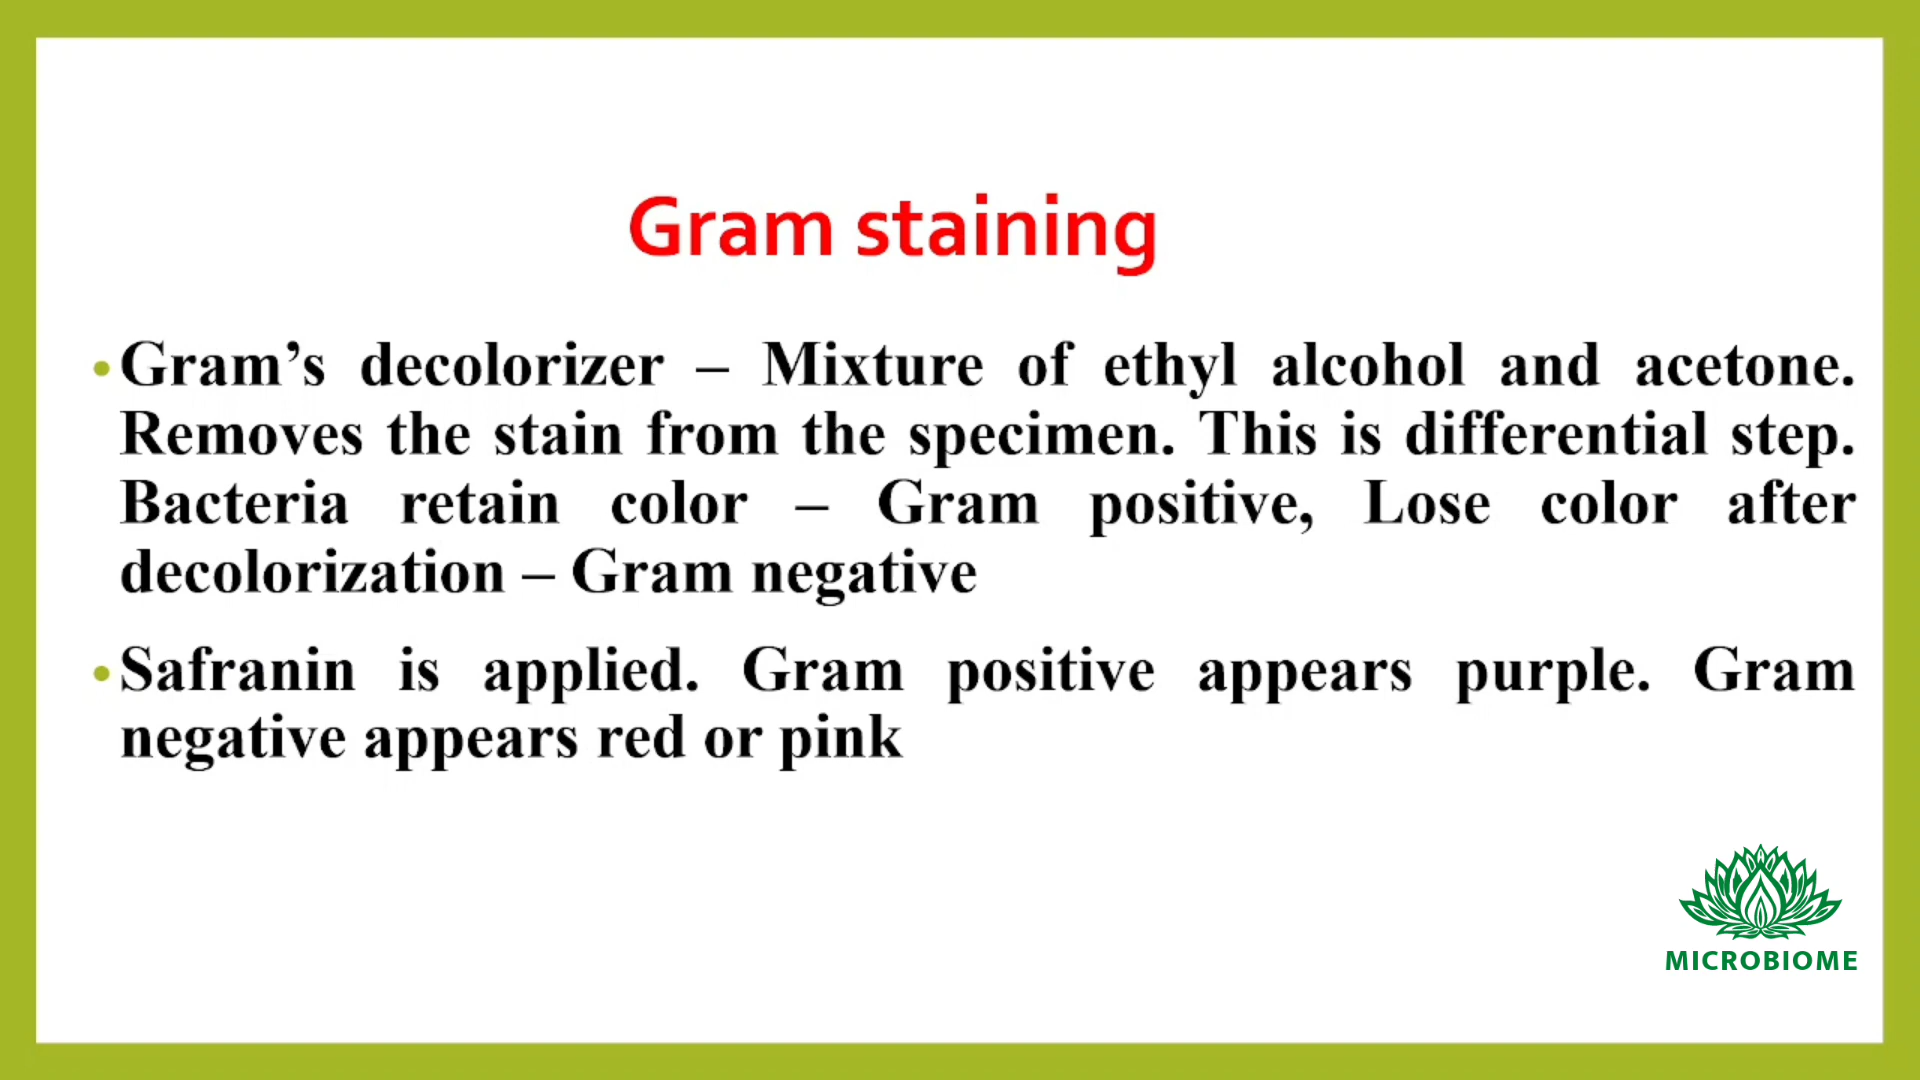 Gram staining
•Gram’s decolorizer – Mixture of ethyl alcohol and acetone.
Removes the stain from the specimen. This is differential step.
Bacteria retain color – Gram positive, Lose color after
decolorization – Gram negative
•Safranin is applied. Gram positive appears purple. Gram
negative appears red or pink
MICROBIOME